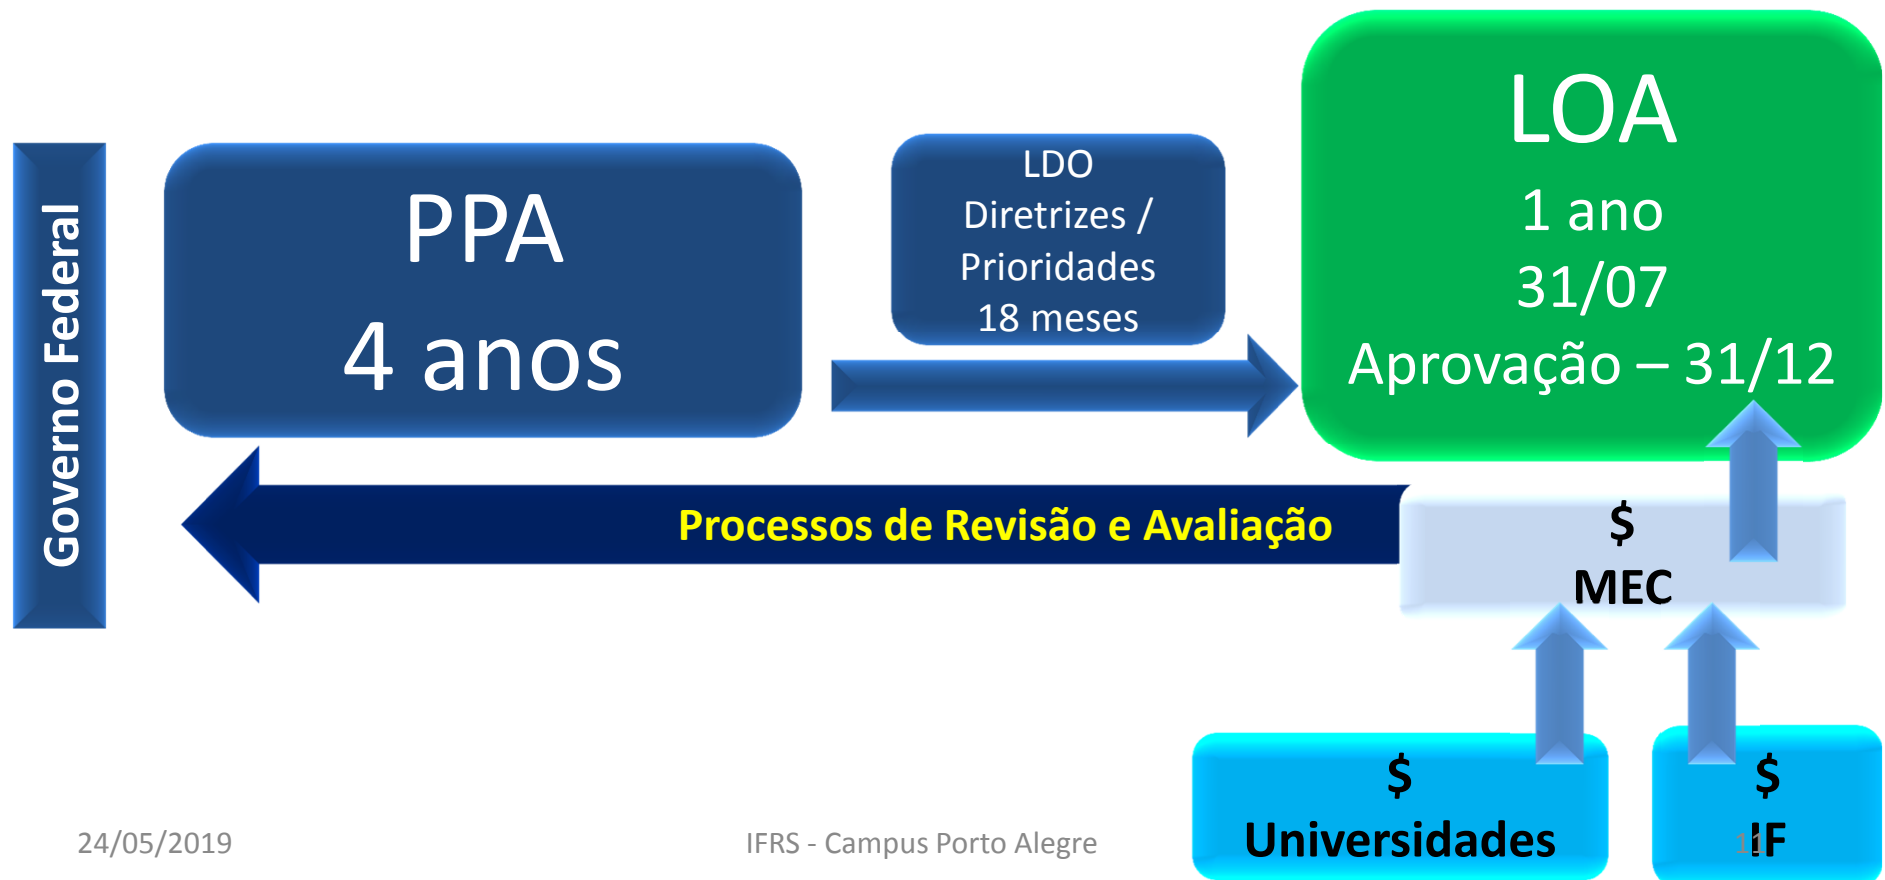 Governo Federal
PPA
4 anos
LDO
Diretrizes /
Prioridades
18 meses
LOA
1 ano
31/07
Aprovação – 31/12
Processos de Revisão e Avaliação
$
MEC
$
Universidades
$
IF
24/05/2019
IFRS - Campus Porto Alegre
11